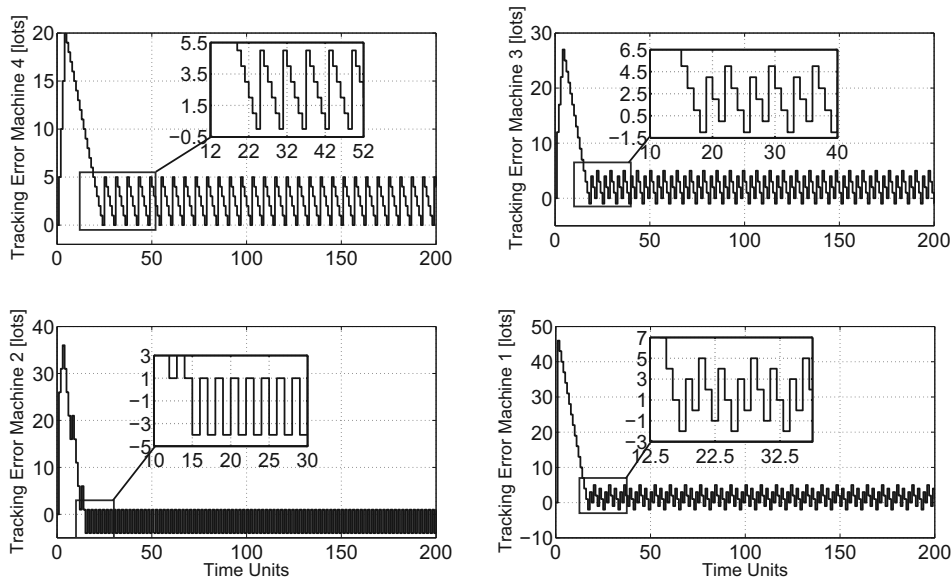 Tracking Error Machine 4 [lots]
20
15
10
5
0
0 50 100 150 200
5.5
3.5
1.5
−0.5
12 22 32 42 52
Tracking Error Machine 3 [lots]
30
20
10
0
0 50 100 150 200
6.5
4.5
2.5
0.5
−1.5
10 20 30 40
Tracking Error Machine 2 [lots]
40
30
20
10
0
0 50 100 150 200
Time Units
3
1
−1
−3
−5
10 15 20 25 30
Tracking Error Machine 1 [lots]
50
40
30
20
10
0
−10
0 50 100 150 200
Time Units
7
5
3
1
−1
−3
12.5 22.5 32.5